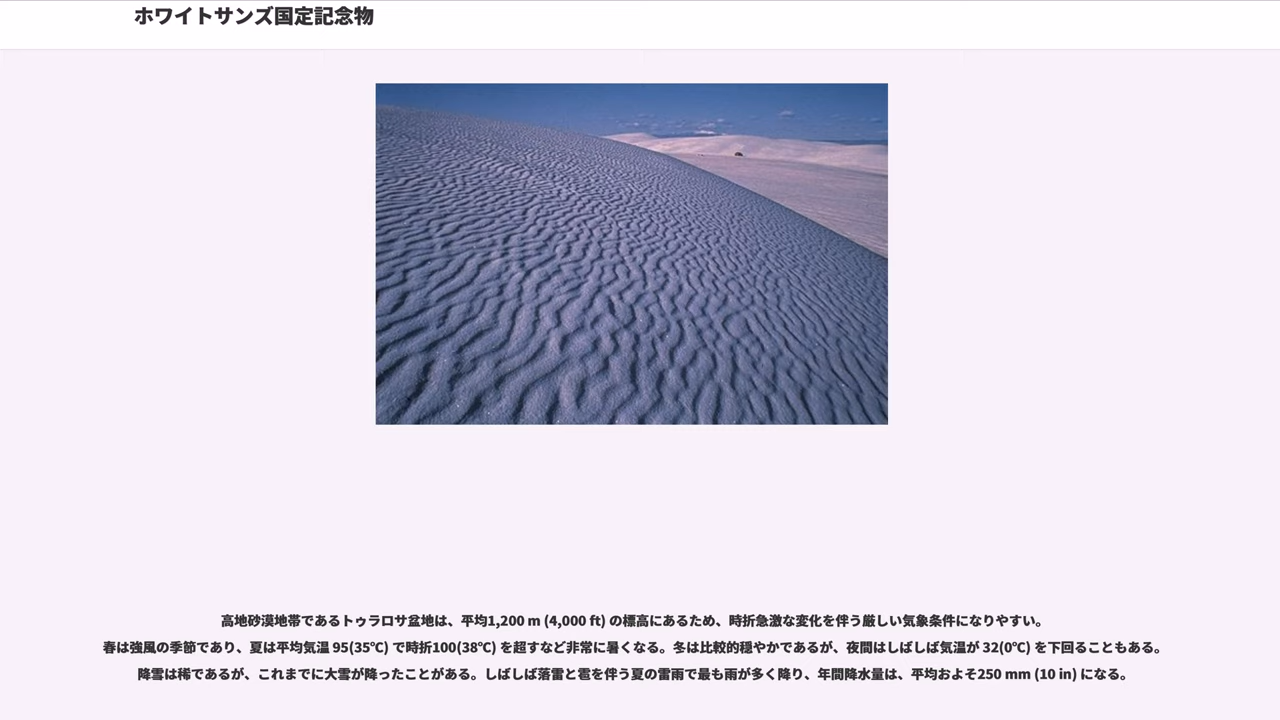 ホワイトサンズ国定記念物
高地砂漠地帯であるトゥラロサ盆地は、平均1,200 m (4,000 ft) の標高にあるため、時折急激な変化を伴う厳しい気象条件になりやすい。
春は強風の季節であり、夏は平均気温 95(35℃) で時折100(38℃) を超すなど非常に暑くなる。冬は比較的穏やかであるが、夜間はしばしば気温が 32(0℃) を下回ることもある。
降雪は稀であるが、これまでに大雪が降ったことがある。しばしば落雷と雹を伴う夏の雷雨で最も雨が多く降り、年間降水量は、平均およそ250 mm (10 in) になる。